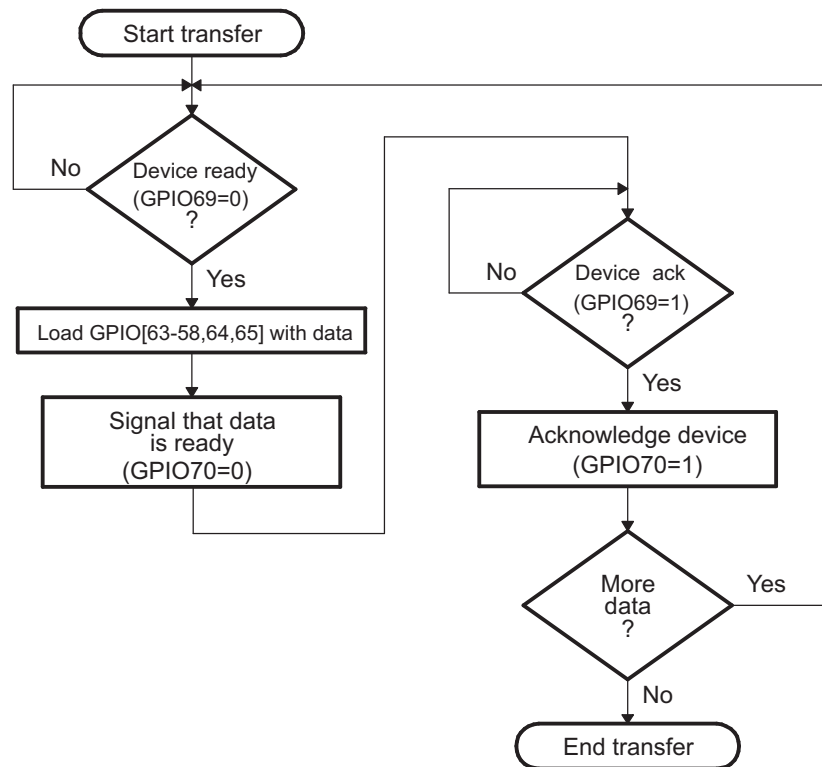 Start transfer
No
Device ready
(GPIO69=0)
?
Yes
Load GPIO[63-58,64,65] with data
Signal that data
is ready
(GPIO70=0)
No
Device ack
(GPIO69=1)
?
Yes
Acknowledge device
(GPIO70=1)
More
data
?
Yes
No
End transfer